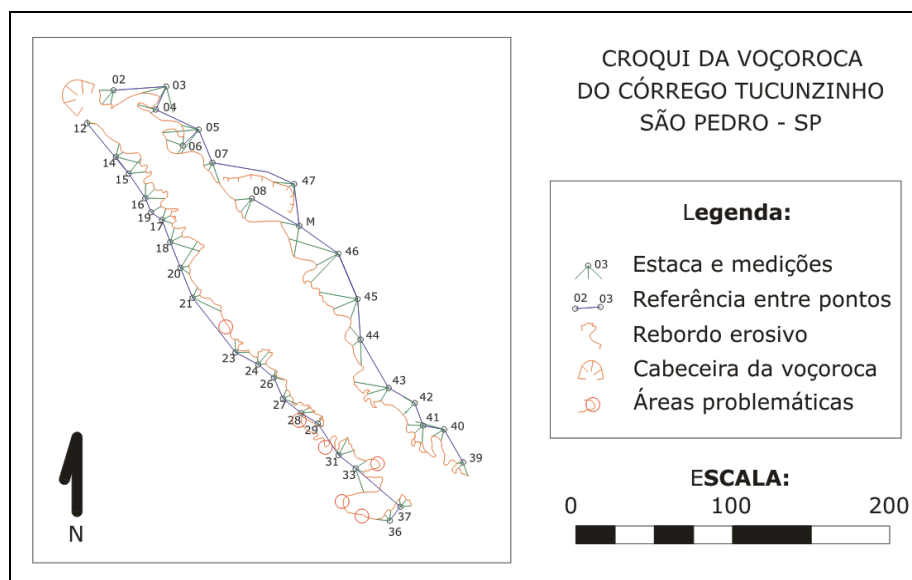 CROQUI DA VOÇOROCA
DO CÓRREGO TUCUNZINHO
SÃO PEDRO - SP
02
03
04
12
05
06
07
14
15
47
08
16
19
17
M
18
46
20
21
45
44
23
24
26
43
27
42
28
29
41
40
31
39
33
37
36
N
Legenda:
03
Estaca e medições
02 03
Referência entre pontos
Rebordo erosivo
Cabeceira da voçoroca
Áreas problemáticas
ESCALA:
0 100 200